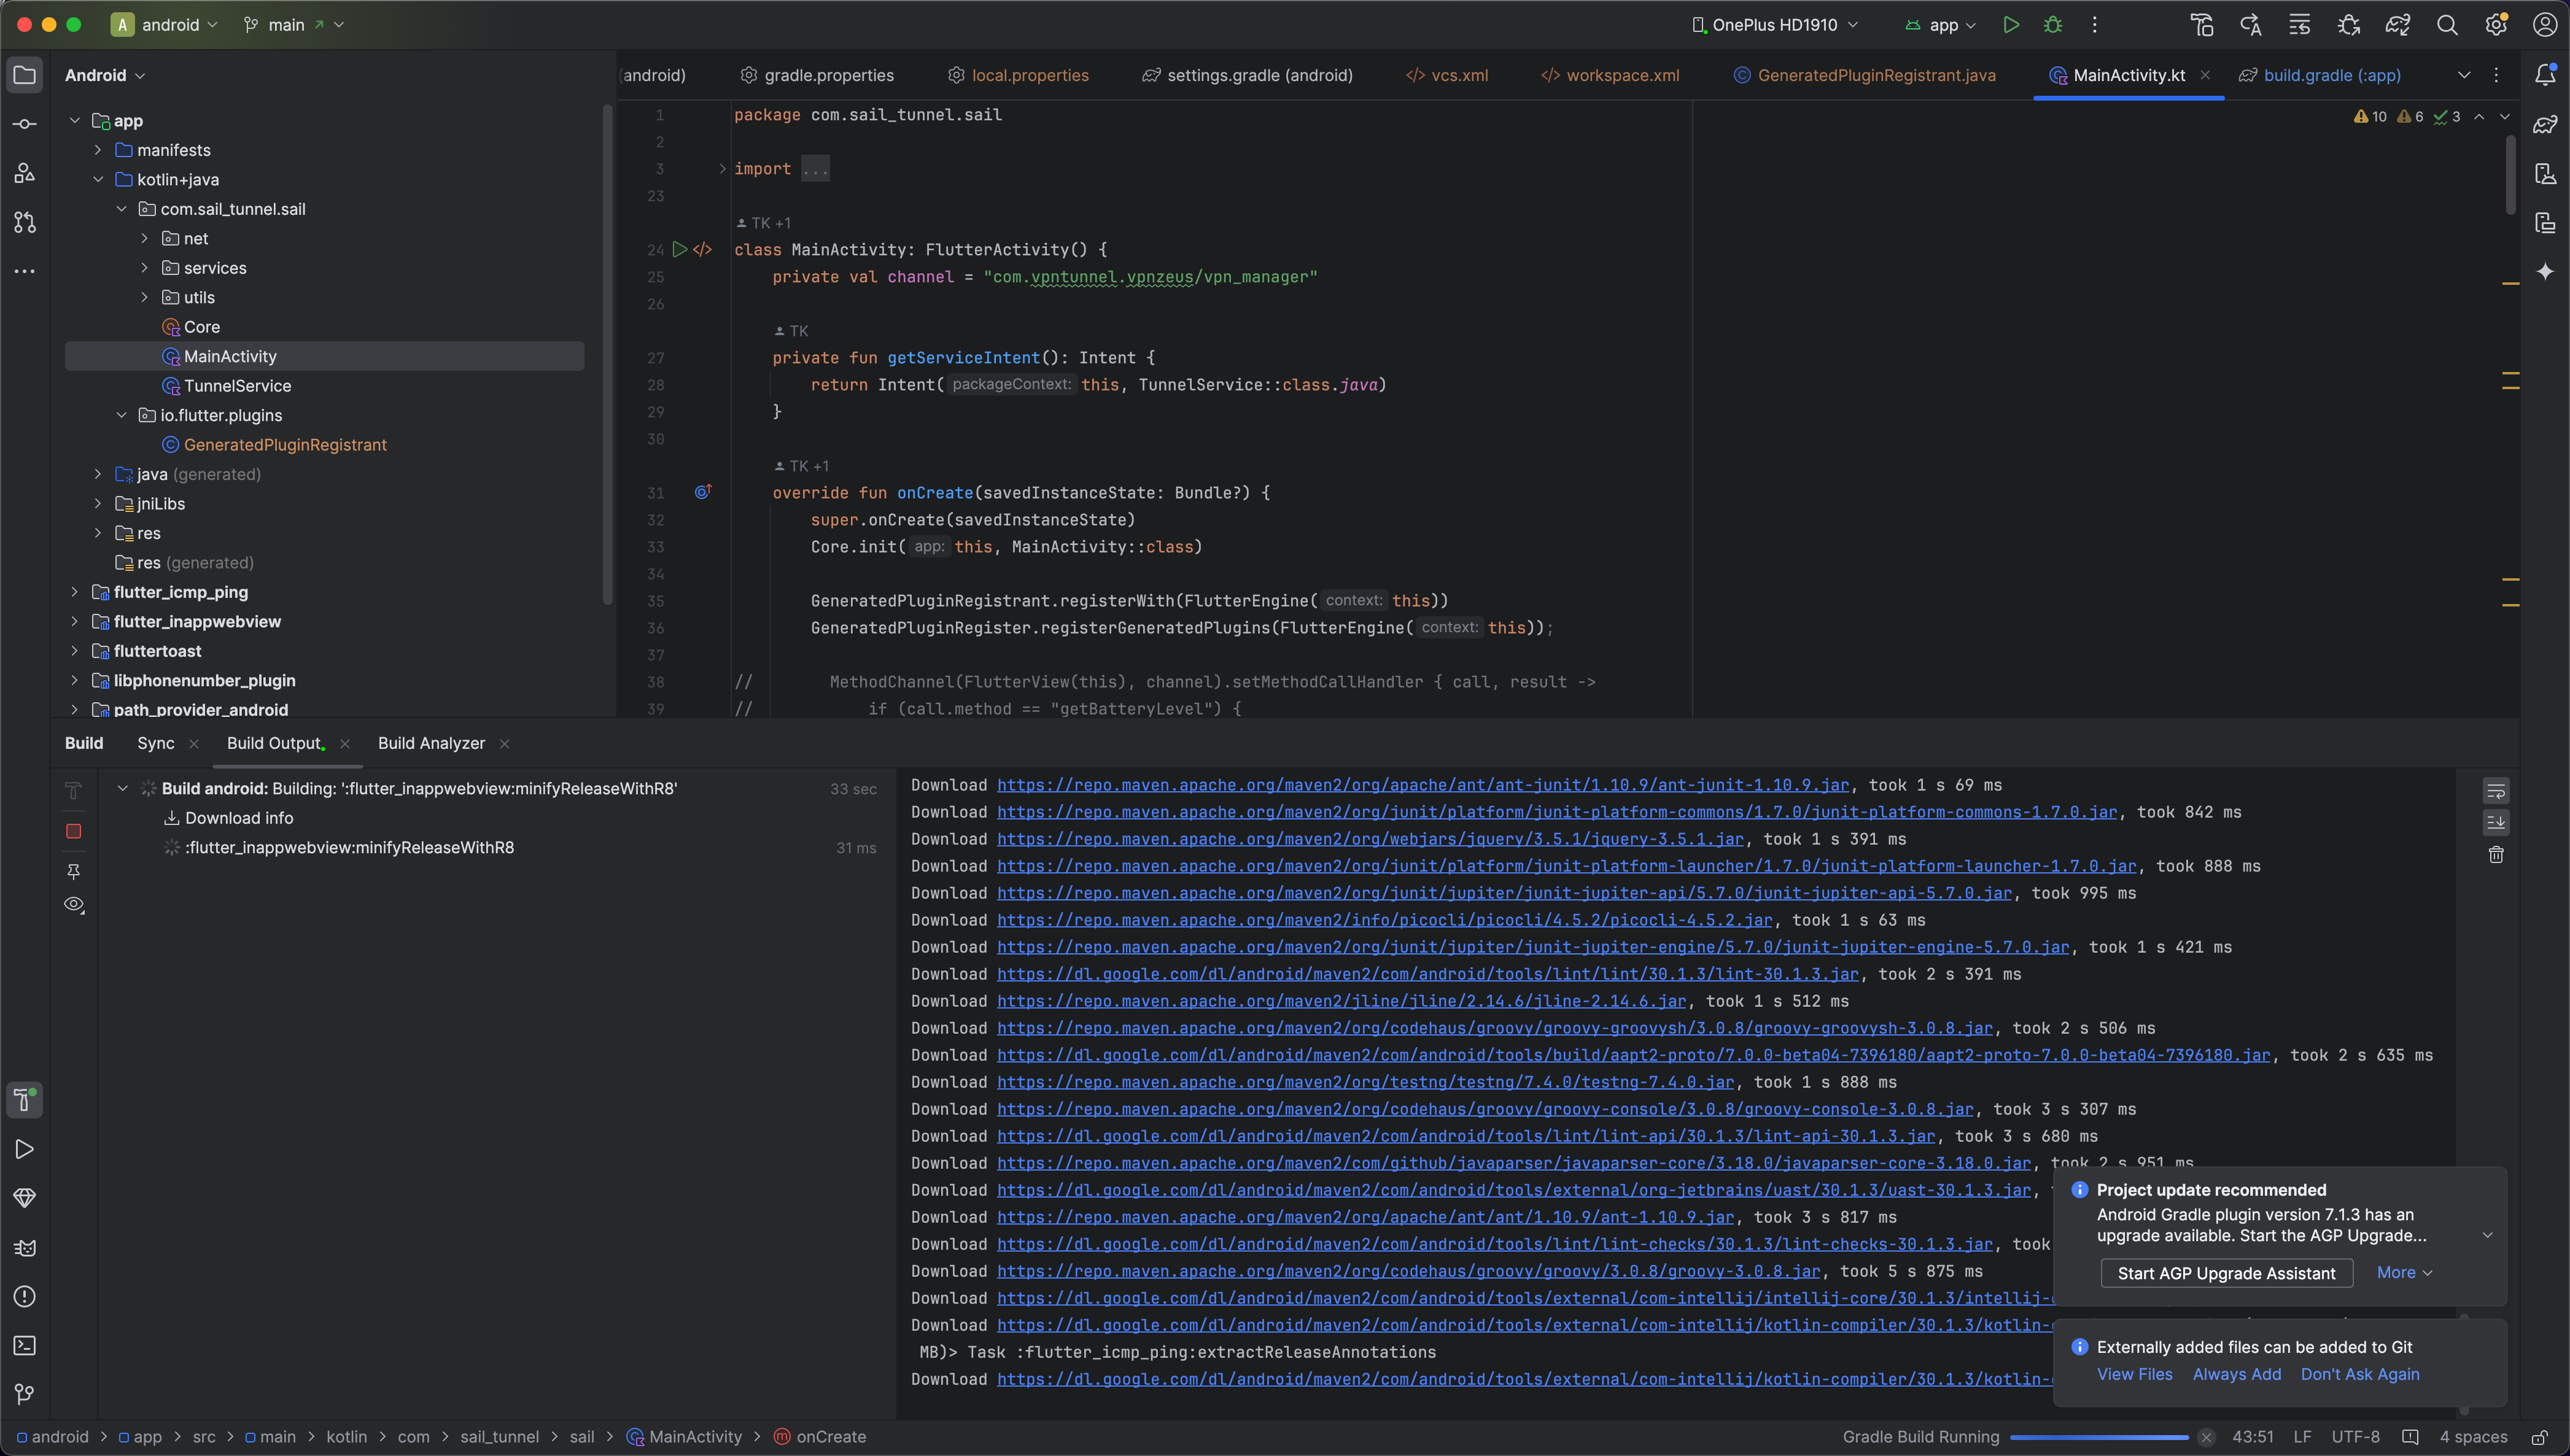 A android main OnePlus HD1910 app
Android
(android) gradle.properties local.properties settings.gradle (android) vcs.xml workspace.xml GeneratedPluginRegistrant.java MainActivity.kt build.gradle (:app)
app
manifests
kotlin+java
com.sail_tunnel.sail
net
services
utils
Core
MainActivity
TunnelService
io.flutter.plugins
GeneratedPluginRegistrant
java (generated)
jniLibs
res
res (generated)
flutter_icmp_ping
flutter_inappwebview
fluttertoast
libphonenumber_plugin
path_provider_android
10 6 3
1 package com.sail_tunnel.sail
2
3 import ...
23
TK +1
24 class MainActivity: FlutterActivity() {
25 private val channel = "com.vpntunnel.vpnzeus/vpn_manager"
26
TK
27 private fun getServiceIntent(): Intent {
28 return Intent( packageContext: this, TunnelService::class.java)
29 }
30
TK +1
31 override fun onCreate(savedInstanceState: Bundle?) {
32 super.onCreate(savedInstanceState)
33 Core.init( app: this, MainActivity::class)
34
35 GeneratedPluginRegistrant.registerWith(FlutterEngine( context: this))
36 GeneratedPluginRegister.registerGeneratedPlugins(FlutterEngine( context: this));
37
38 // MethodChannel(FlutterView(this), channel).setMethodCallHandler { call, result ->
39 // if (call.method == "getBatteryLevel") {
Build Sync Build Output Build Analyzer
Build android: Building: ':flutter_inappwebview:minifyReleaseWithR8' 33 sec
Download info
:flutter_inappwebview:minifyReleaseWithR8 31 ms
Download https://repo.maven.apache.org/maven2/org/apache/ant/ant-junit/1.10.9/ant-junit-1.10.9.jar, took 1 s 69 ms
Download https://repo.maven.apache.org/maven2/org/junit/platform/junit-platform-commons/1.7.0/junit-platform-commons-1.7.0.jar, took 842 ms
Download https://repo.maven.apache.org/maven2/org/webjars/jquery/3.5.1/jquery-3.5.1.jar, took 1 s 391 ms
Download https://repo.maven.apache.org/maven2/org/junit/platform/junit-platform-launcher/1.7.0/junit-platform-launcher-1.7.0.jar, took 888 ms
Download https://repo.maven.apache.org/maven2/org/junit/jupiter/junit-jupiter-api/5.7.0/junit-jupiter-api-5.7.0.jar, took 995 ms
Download https://repo.maven.apache.org/maven2/info/picocli/picocli/4.5.2/picocli-4.5.2.jar, took 1 s 63 ms
Download https://repo.maven.apache.org/maven2/org/junit/jupiter/junit-jupiter-engine/5.7.0/junit-jupiter-engine-5.7.0.jar, took 1 s 421 ms
Download https://dl.google.com/dl/android/maven2/com/android/tools/lint/lint/30.1.3/lint-30.1.3.jar, took 2 s 391 ms
Download https://repo.maven.apache.org/maven2/jline/jline/2.14.6/jline-2.14.6.jar, took 1 s 512 ms
Download https://repo.maven.apache.org/maven2/org/codehaus/groovy/groovy-groovysh/3.0.8/groovy-groovysh-3.0.8.jar, took 2 s 506 ms
Download https://dl.google.com/dl/android/maven2/com/android/tools/build/aapt2-proto/7.0.0-beta04-7396180/aapt2-proto-7.0.0-beta04-7396180.jar, took 2 s 635 ms
Download https://repo.maven.apache.org/maven2/org/testng/testng/7.4.0/testng-7.4.0.jar, took 1 s 888 ms
Download https://repo.maven.apache.org/maven2/org/codehaus/groovy/groovy-console/3.0.8/groovy-console-3.0.8.jar, took 3 s 307 ms
Download https://dl.google.com/dl/android/maven2/com/android/tools/lint/lint-api/30.1.3/lint-api-30.1.3.jar, took 3 s 680 ms
Download https://repo.maven.apache.org/maven2/com/github/javaparser/javaparser-core/3.18.0/javaparser-core-3.18.0.jar, took 2 s 951 ms
Download https://dl.google.com/dl/android/maven2/com/android/tools/external/org-jetbrains/uast/30.1.3/uast-30.1.3.jar,
Download https://repo.maven.apache.org/maven2/org/apache/ant/ant/1.10.9/ant-1.10.9.jar, took 3 s 817 ms
Download https://dl.google.com/dl/android/maven2/com/android/tools/lint/lint-checks/30.1.3/lint-checks-30.1.3.jar, took
Download https://repo.maven.apache.org/maven2/org/codehaus/groovy/groovy/3.0.8/groovy-3.0.8.jar, took 5 s 875 ms
Download https://dl.google.com/dl/android/maven2/com/android/tools/external/com-intellij/intellij-core/30.1.3/intellij-
Download https://dl.google.com/dl/android/maven2/com/android/tools/external/com-intellij/kotlin-compiler/30.1.3/kotlin-
MB)> Task :flutter_icmp_ping:extractReleaseAnnotations
Download https://dl.google.com/dl/android/maven2/com/android/tools/external/com-intellij/kotlin-compiler/30.1.3/kotlin-
Project update recommended
Android Gradle plugin version 7.1.3 has an
upgrade available. Start the AGP Upgrade...
Start AGP Upgrade Assistant More
Externally added files can be added to Git
View Files Always Add Don't Ask Again
android > app > src > main > kotlin > com > sail_tunnel > sail > MainActivity > onCreate Gradle Build Running 43:51 LF UTF-8 4 spaces